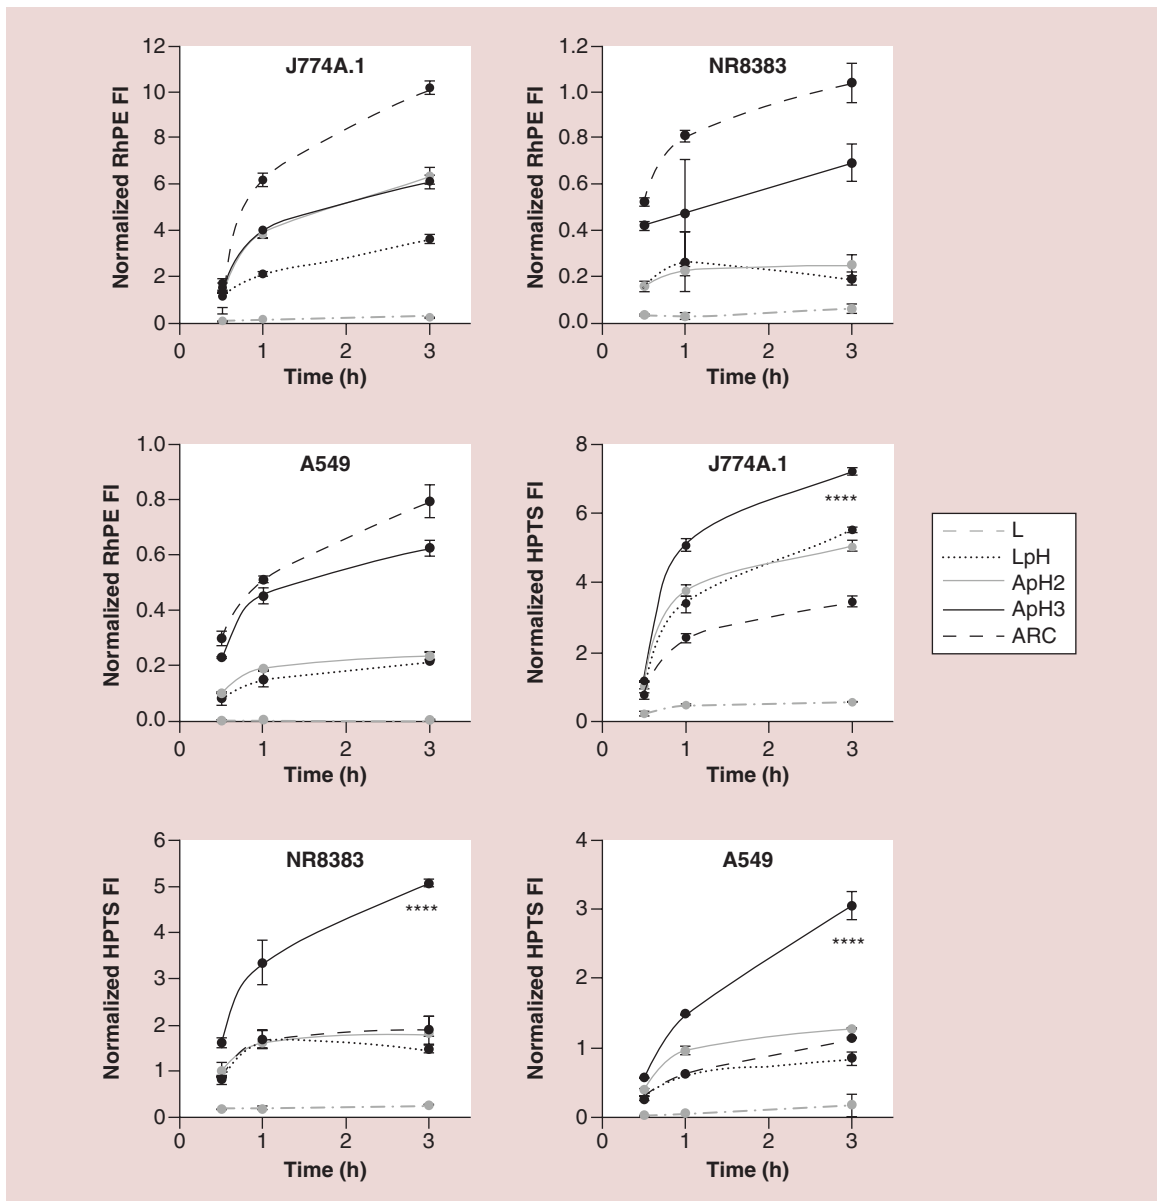 J774A.1
Normalized RhPE FI
12
10
8
6
4
2
0
0 1 2 3
Time (h)
NR8383
Normalized RhPE FI
1.2
1.0
0.8
0.6
0.4
0.2
0.0
0 1 2 3
Time (h)
A549
Normalized RhPE FI
1.0
0.8
0.6
0.4
0.2
0.0
0 1 2 3
Time (h)
J774A.1
Normalized HPTS FI
8
6
4
2
0
****
0 1 2 3
Time (h)
L
LpH
ApH2
ApH3
ARC
NR8383
Normalized HPTS FI
6
5
4
3
2
1
0
****
0 1 2 3
Time (h)
A549
Normalized HPTS FI
4
3
2
1
0
****
0 1 2 3
Time (h)